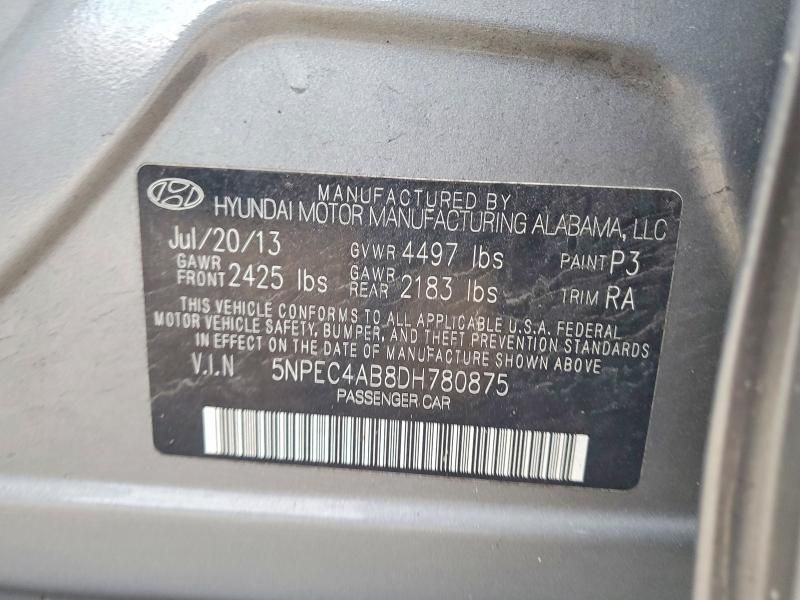 MANUFACTURED BY
HYUNDAI MOTOR MANUFACTURING ALABAMA, LLC
Jul/20/13 GVWR 4497 lbs PAINT P3
GAWR FRONT 2425 lbs GAWR REAR 2183 lbs TRIM RA
THIS VEHICLE CONFORMS TO ALL APPLICABLE U.S.A. FEDERAL
MOTOR VEHICLE SAFETY, BUMPER, AND THEFT PREVENTION STANDARDS
IN EFFECT ON THE DATE OF MANUFACTURE SHOWN ABOVE
V.I.N 5NPEC4AB8DH780875
PASSENGER CAR